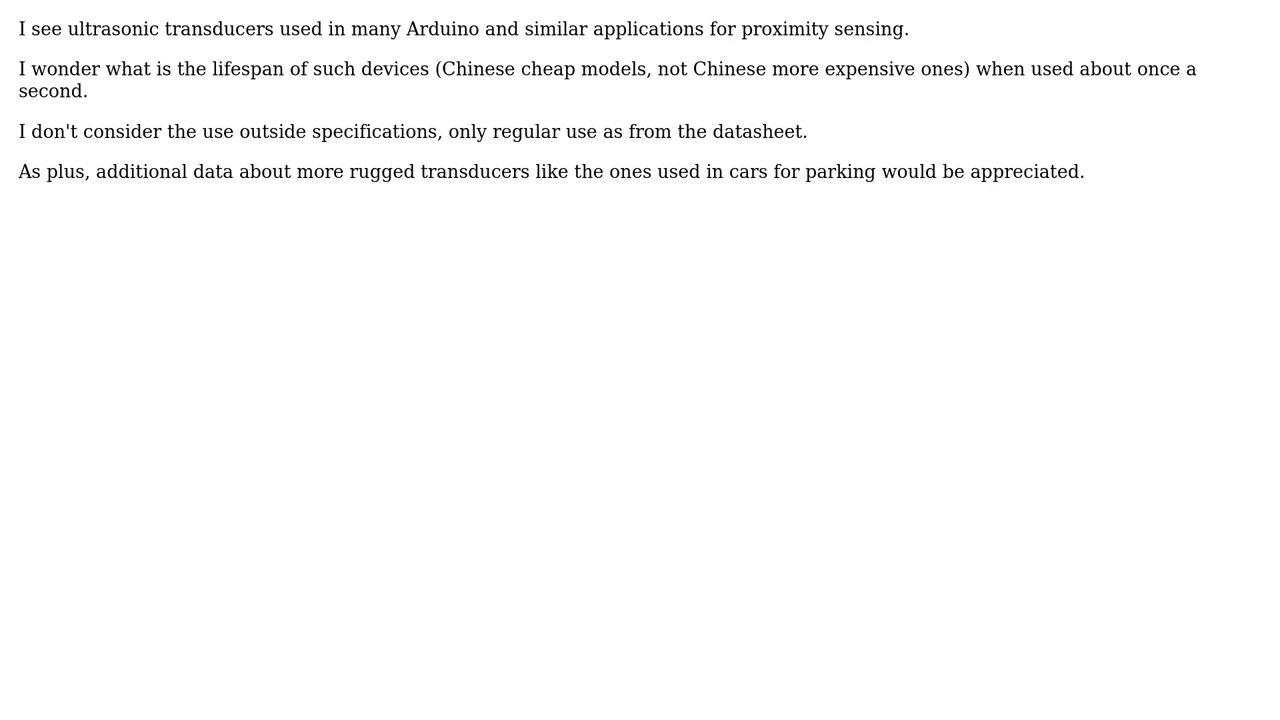 I see ultrasonic transducers used in many Arduino and similar applications for proximity sensing.
I wonder what is the lifespan of such devices (Chinese cheap models, not Chinese more expensive ones) when used about once a
second.
I don't consider the use outside specifications, only regular use as from the datasheet.
As plus, additional data about more rugged transducers like the ones used in cars for parking would be appreciated.